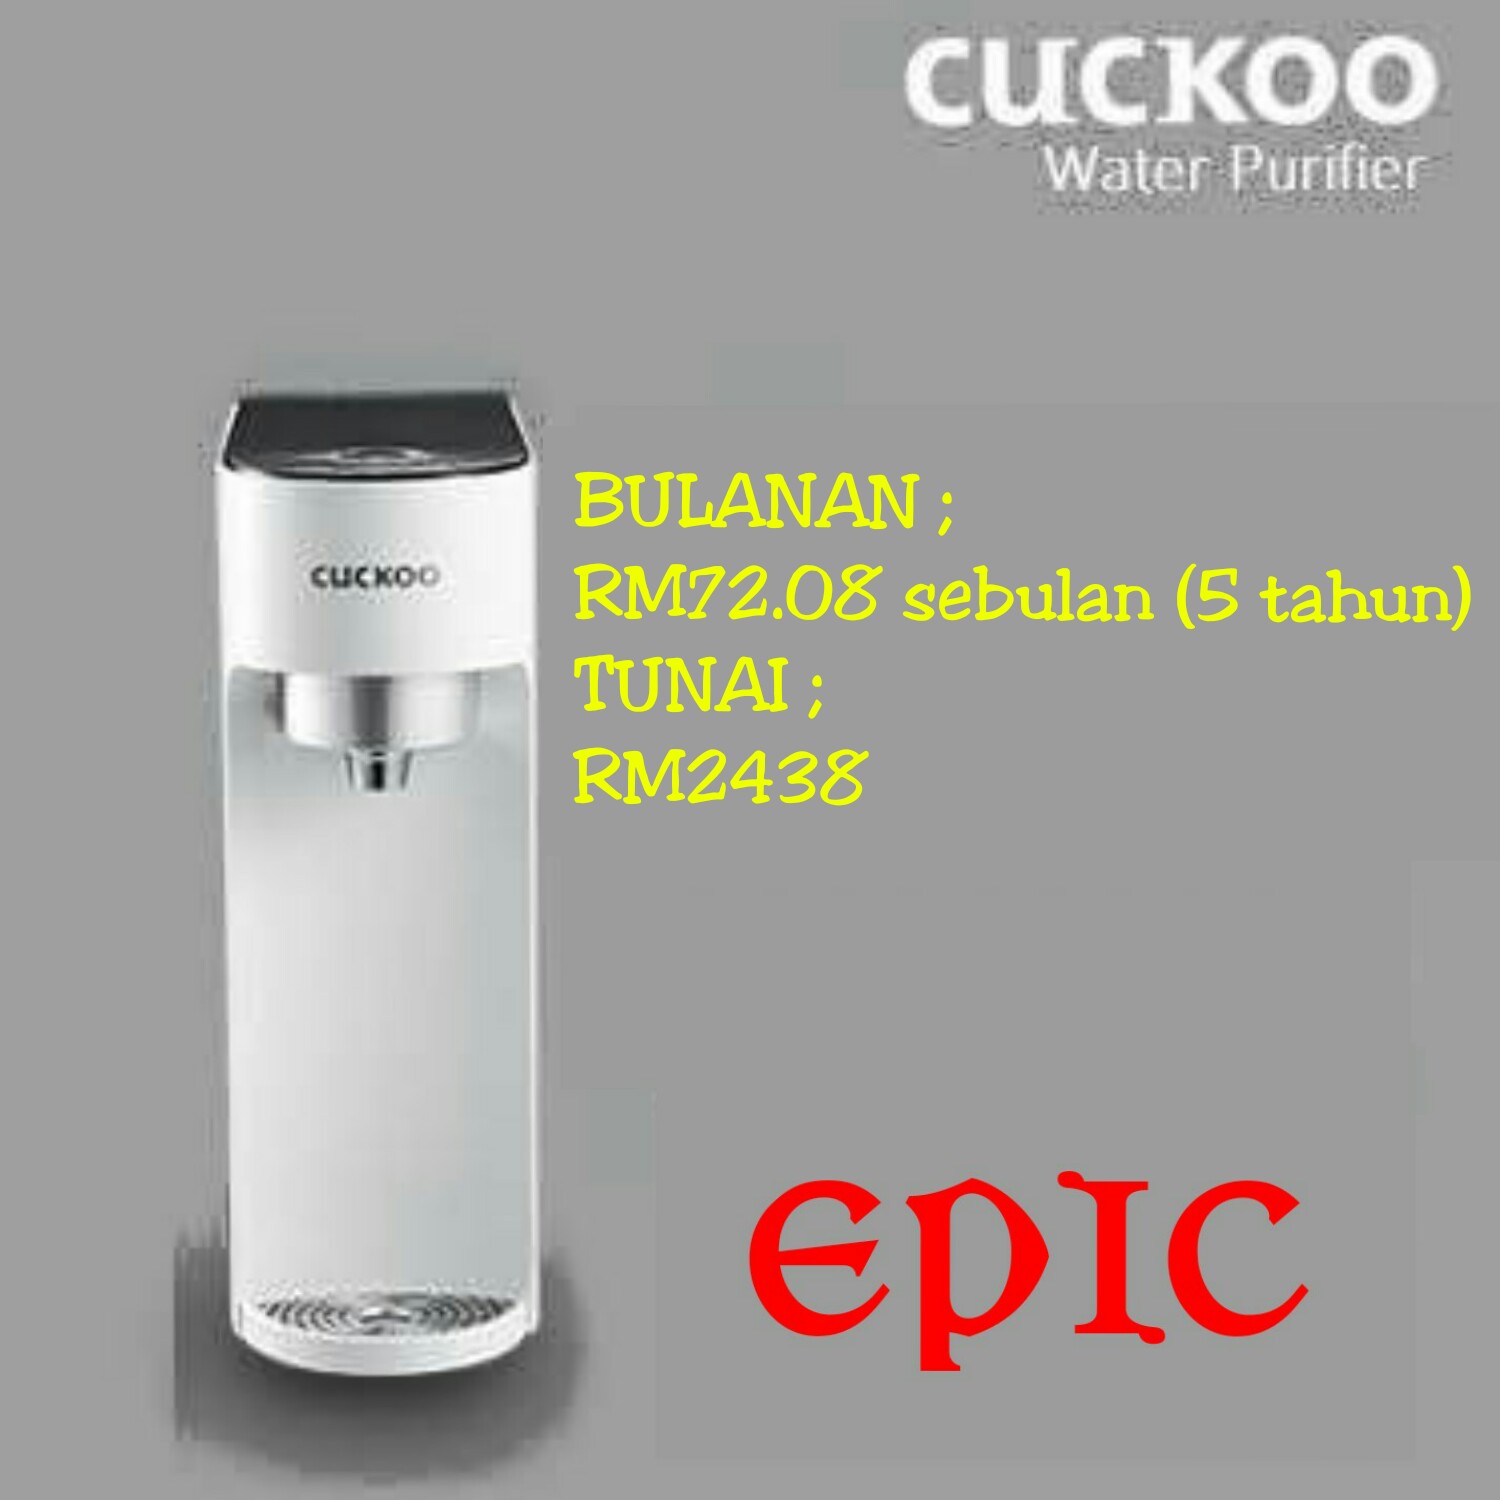 CUCKOO
Water Purifier
CUCKOO
BULANAN ;
RM72.08 sebulan (5 tahun)
TUNAI ;
RM2438
EPIC